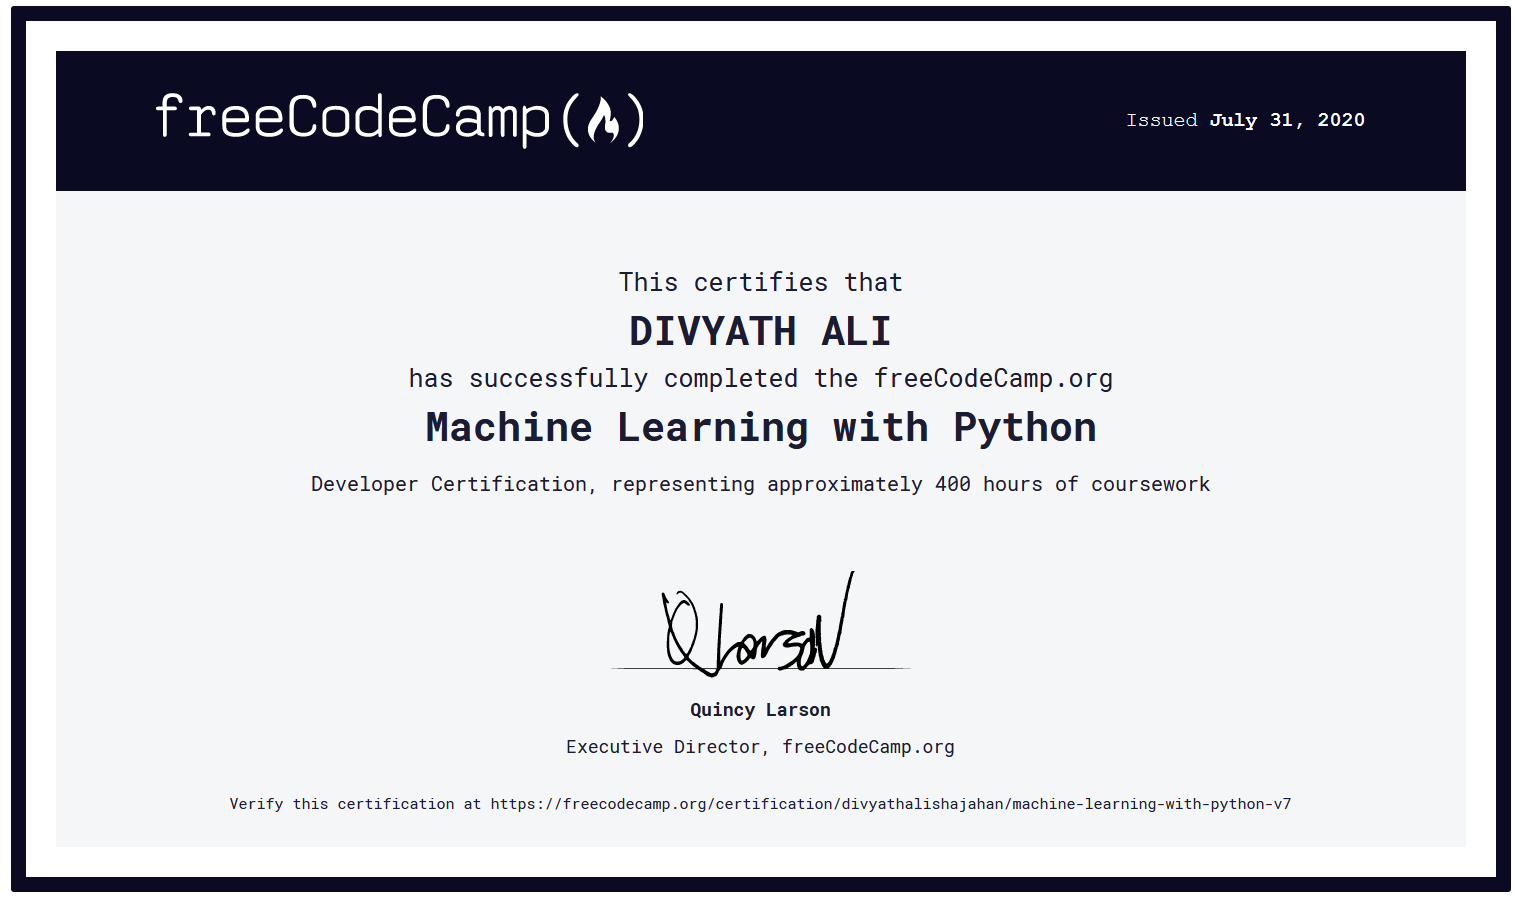 freeCodeCamp
Issued July 31, 2020
This certifies that
DIVYATH ALI
has successfully completed the freeCodeCamp.org
Machine Learning with Python
Developer Certification, representing approximately 400 hours of coursework
Q Larson
Quincy Larson
Executive Director, freeCodeCamp.org
Verify this certification at https://freecodecamp.org/certification/divyathalishajahan/machine-learning-with-python-v7